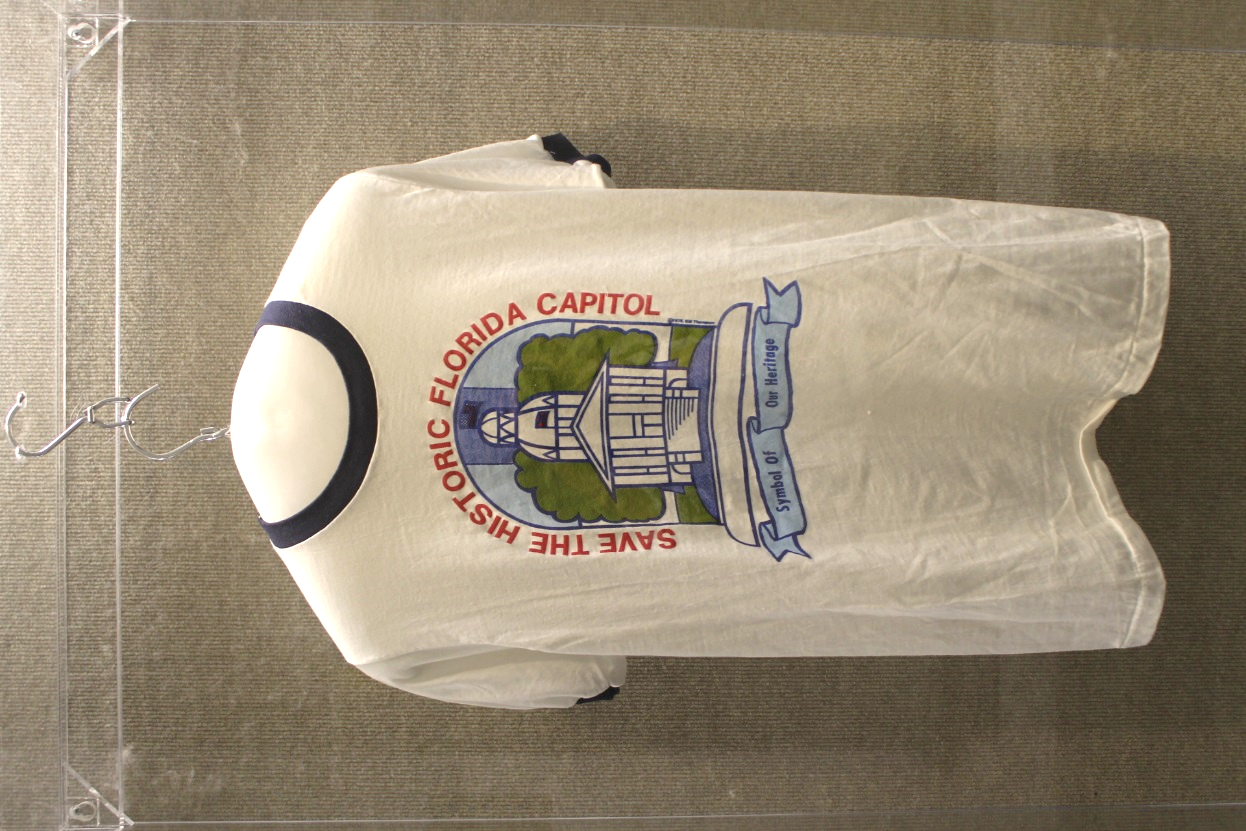 SAVE THE HISTORIC FLORIDA CAPITOL
Symbol Of Our Heritage